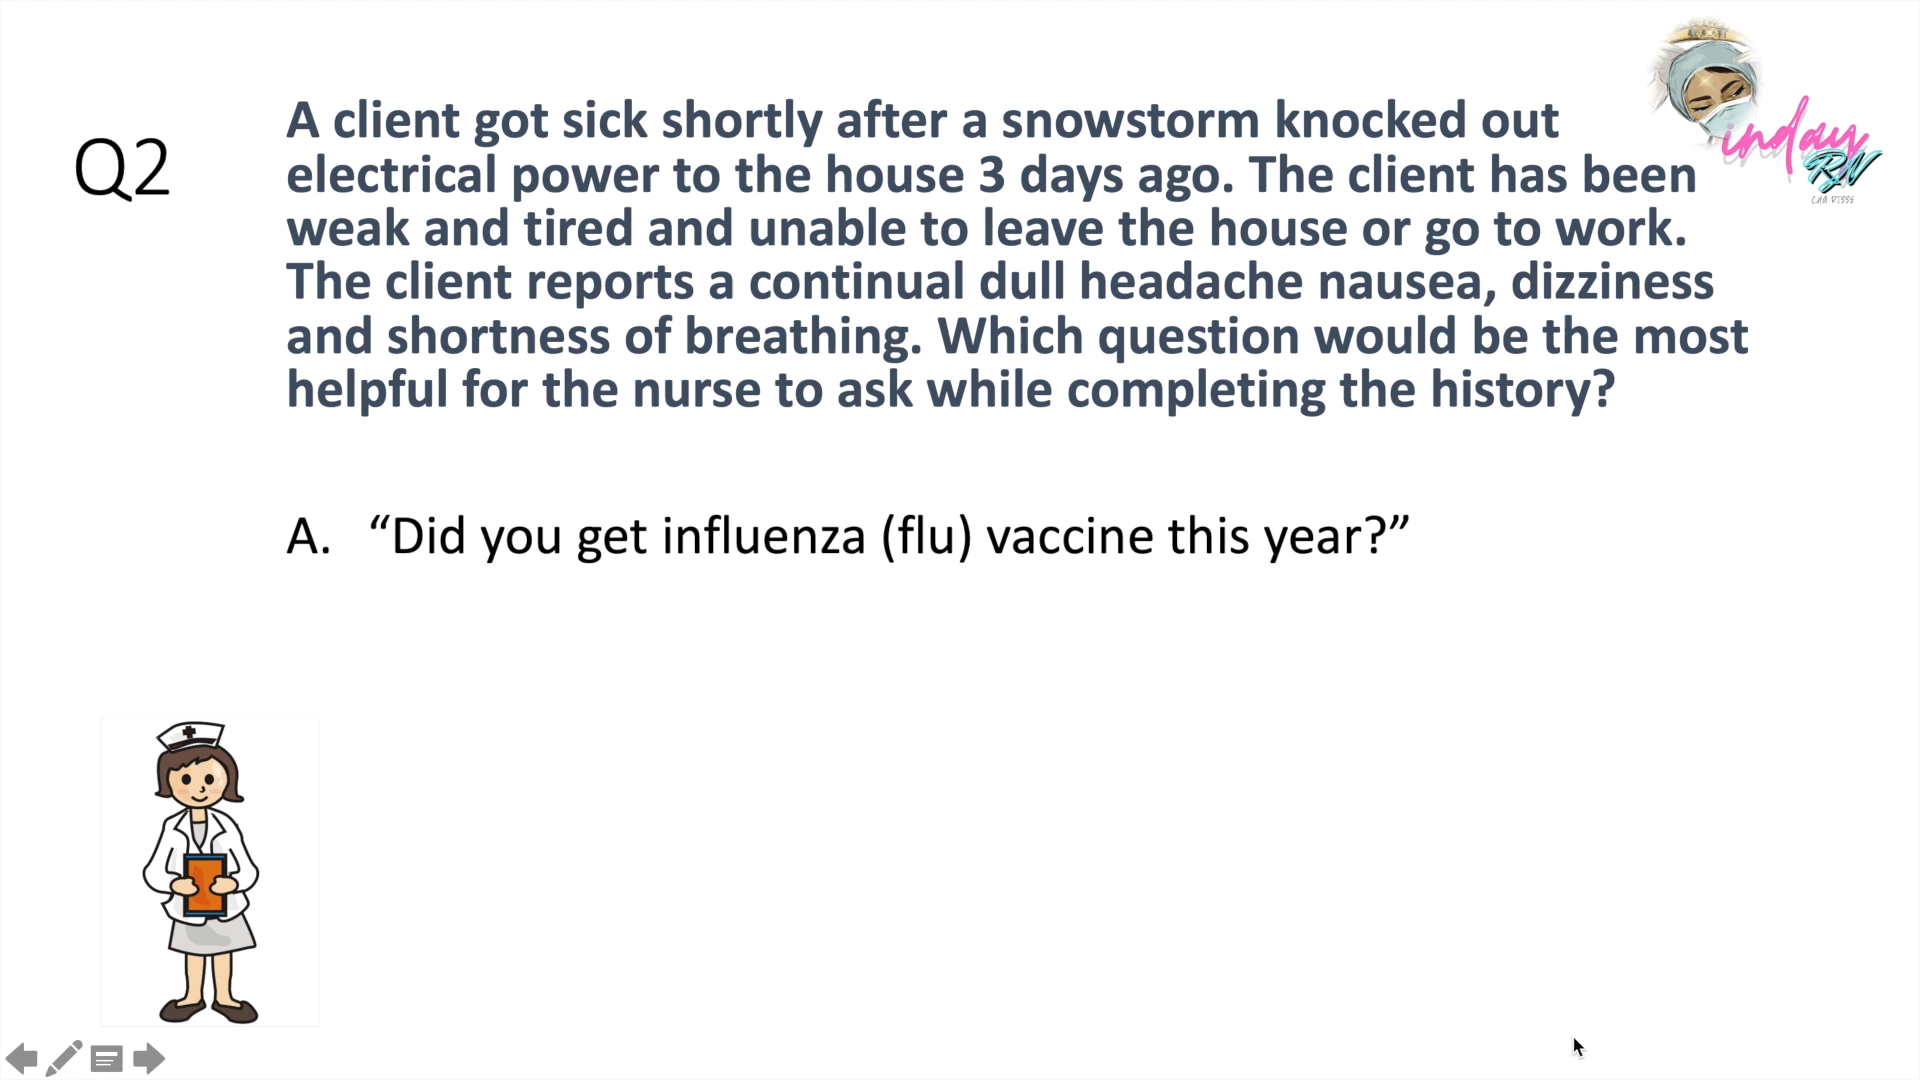 Q2
A client got sick shortly after a snowstorm knocked out
electrical power to the house 3 days ago. The client has been
weak and tired and unable to leave the house or go to work.
The client reports a continual dull headache nausea, dizziness
and shortness of breathing. Which question would be the most
helpful for the nurse to ask while completing the history?
A. “Did you get influenza (flu) vaccine this year?”
inday
RN